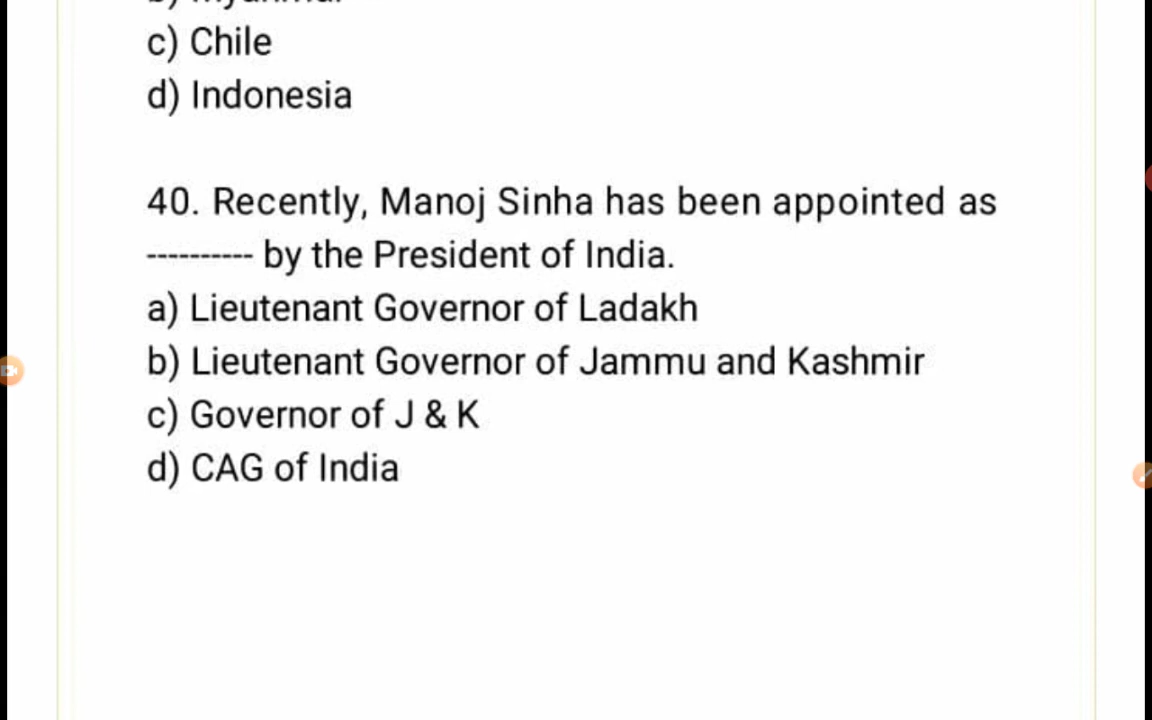 c) Chile
d) Indonesia
40. Recently, Manoj Sinha has been appointed as
---------- by the President of India.
a) Lieutenant Governor of Ladakh
b) Lieutenant Governor of Jammu and Kashmir
c) Governor of J & K
d) CAG of India